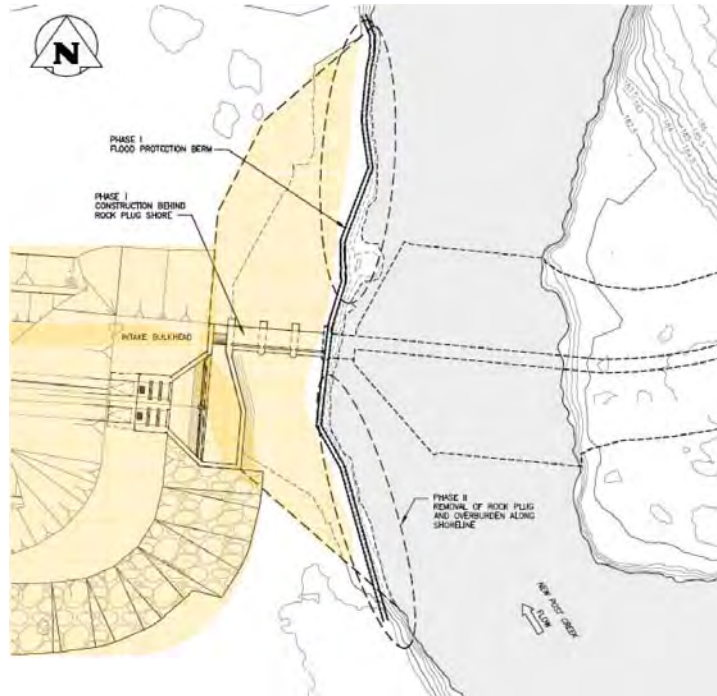 N
PHASE I
FLOOD PROTECTION BERM
PHASE I
CONSTRUCTION BEHIND
ROCK PLUG SHORE
INTAKE BULKHEAD
PHASE II
REMOVAL OF ROCK PLUG
AND OVERBURDEN ALONG
SHORELINE
NEW POST CREEK
FLOW